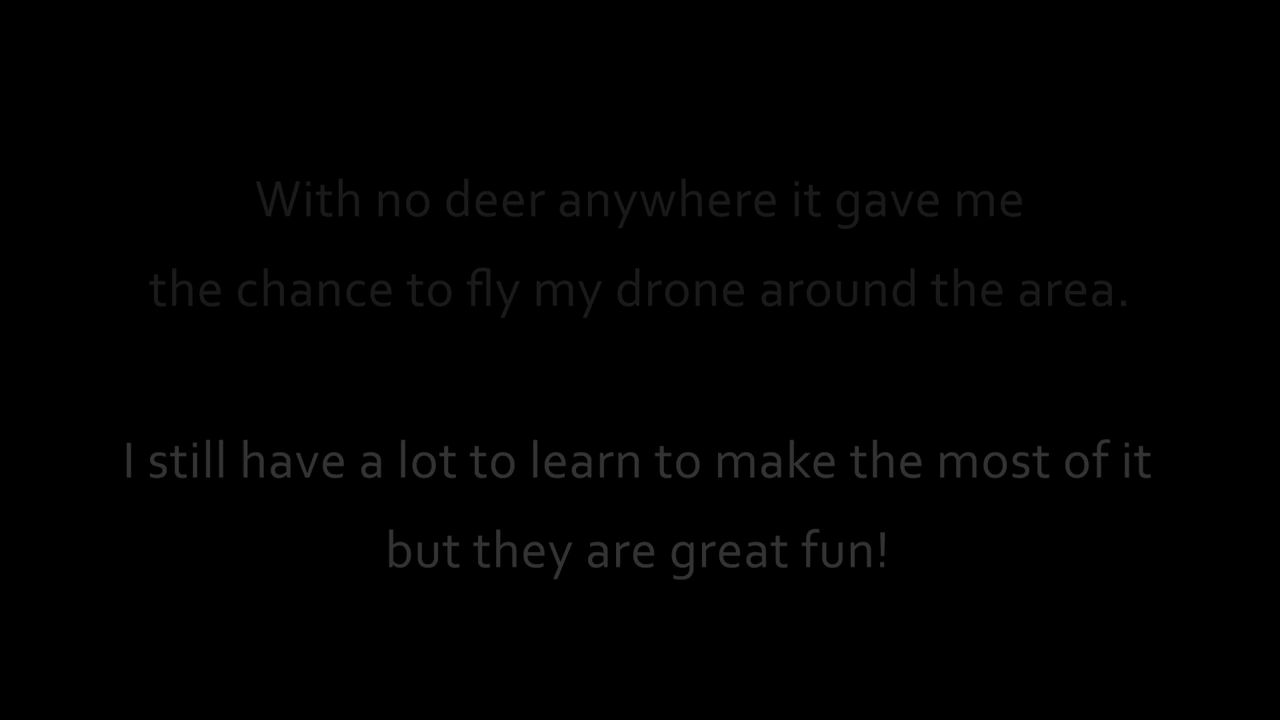 With no deer anywhere it gave me
the chance to fly my drone around the area.
I still have a lot to learn to make the most of it
but they are great fun!